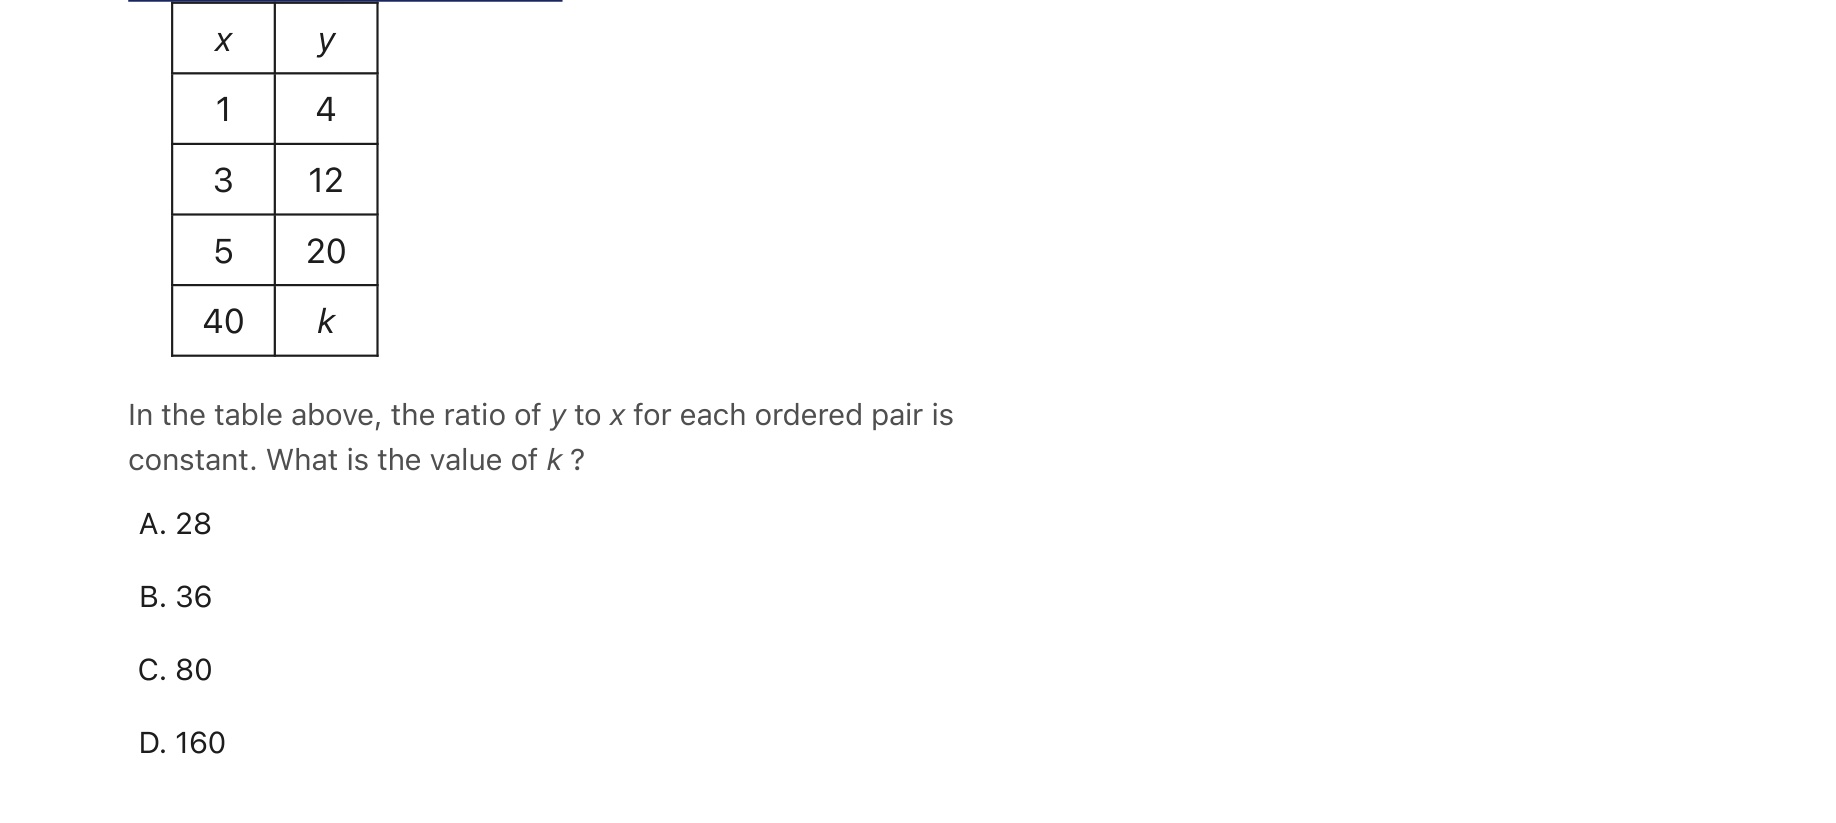 x y
1 4
3 12
5 20
40 k
In the table above, the ratio of y to x for each ordered pair is
constant. What is the value of k ?
A. 28
B. 36
C. 80
D. 160